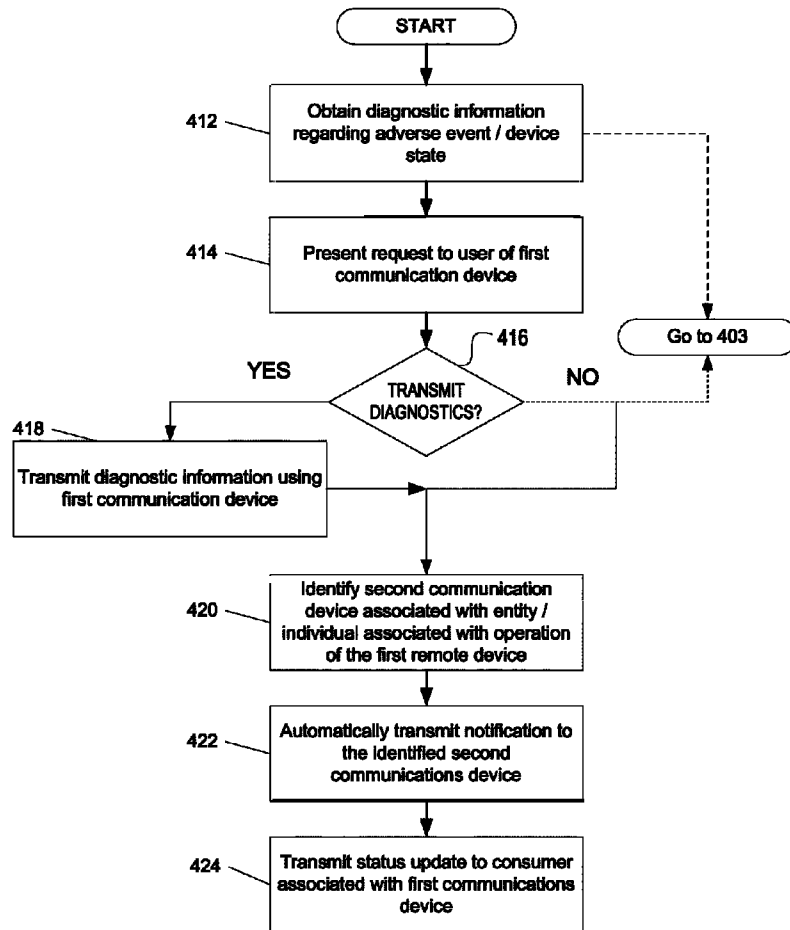 START
412
Obtain diagnostic information
regarding adverse event / device
state
414
Present request to user of first
communication device
416
YES
TRANSMIT
DIAGNOSTICS?
NO
Go to 403
418
Transmit diagnostic information using
first communication device
420
Identify second communication
device associated with entity /
individual associated with operation
of the first remote device
422
Automatically transmit notification to
the identified second
communications device
424
Transmit status update to consumer
associated with first communications
device